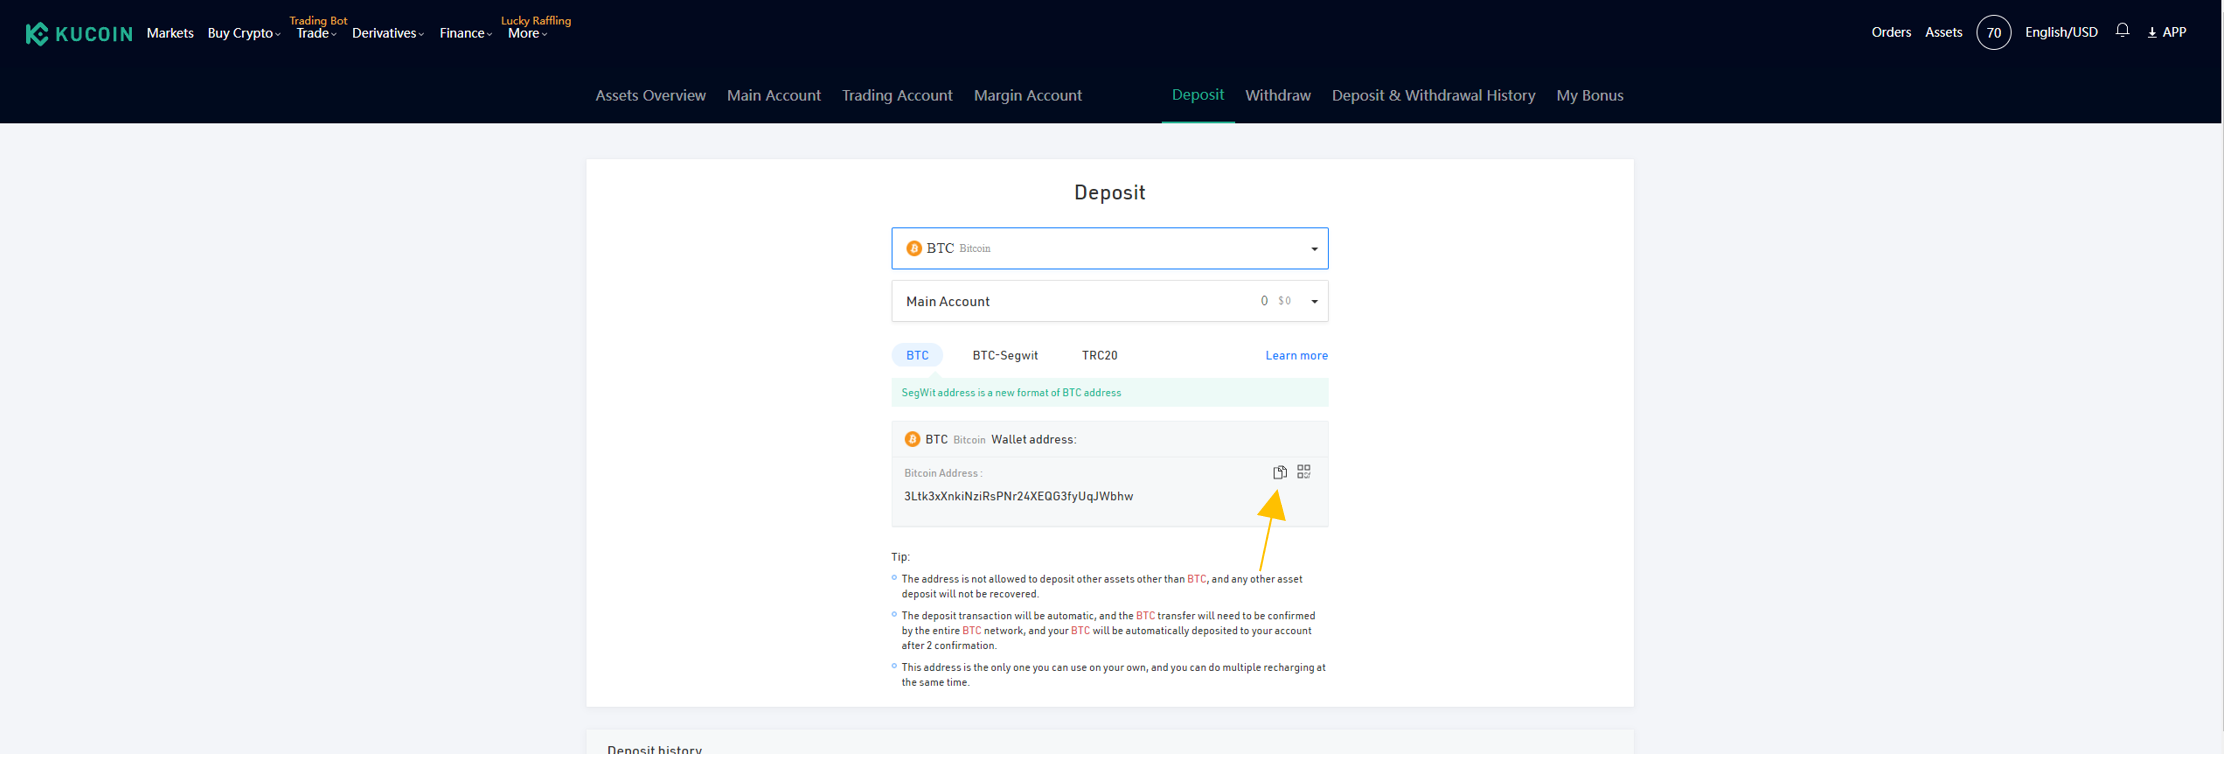 Trading Bot
Lucky Raffling
KUCOIN Markets Buy Crypto Trade Derivatives Finance More
Orders Assets 70 English/USD APP
Assets Overview Main Account Trading Account Margin Account Deposit Withdraw Deposit & Withdrawal History My Bonus
Deposit
BTC Bitcoin
Main Account 0 $0
BTC BTC-Segwit TRC20 Learn more
SegWit address is a new format of BTC address
BTC Bitcoin Wallet address:
Bitcoin Address:
3Ltk3xXnkiNziRsPNr24XEQG3fyUqJWbhw
Tip:
The address is not allowed to deposit other assets other than BTC, and any other asset
deposit will not be recovered.
The deposit transaction will be automatic, and the BTC transfer will need to be confirmed
by the entire BTC network, and your BTC will be automatically deposited to your account
after 2 confirmation.
This address is the only one you can use on your own, and you can do multiple recharging at
the same time.
Deposit history